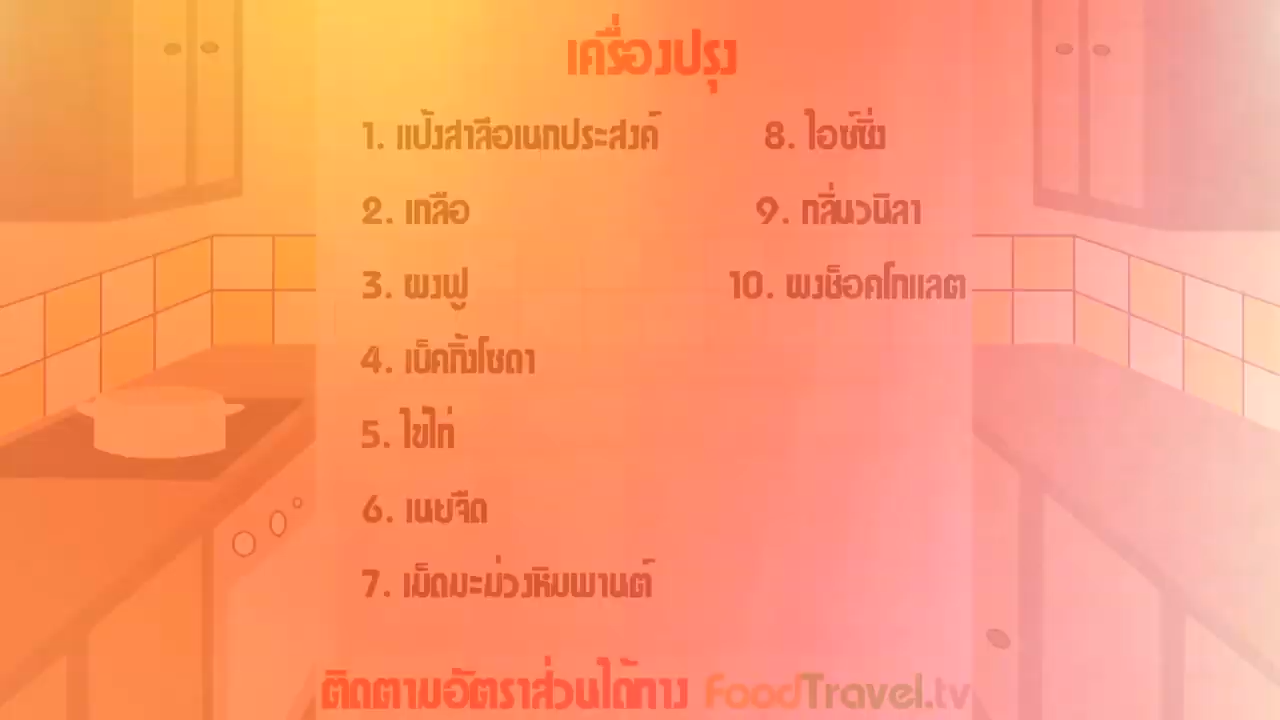 เครื่องปรุง
1. แป้งสาลีอเนกประสงค์
2. เกลือ
3. ผงฟู
4. เบ็คกิ้งโซดา
5. ไข่ไก่
6. เนยจืด
7. เม็ดมะม่วงหิมพานต์
8. ไอซ์ซิ่ง
9. กลิ่นวนิลา
10. ผงช็อคโกแลต
ติดตามอัตราส่วนได้ทาง FoodTravel.tv